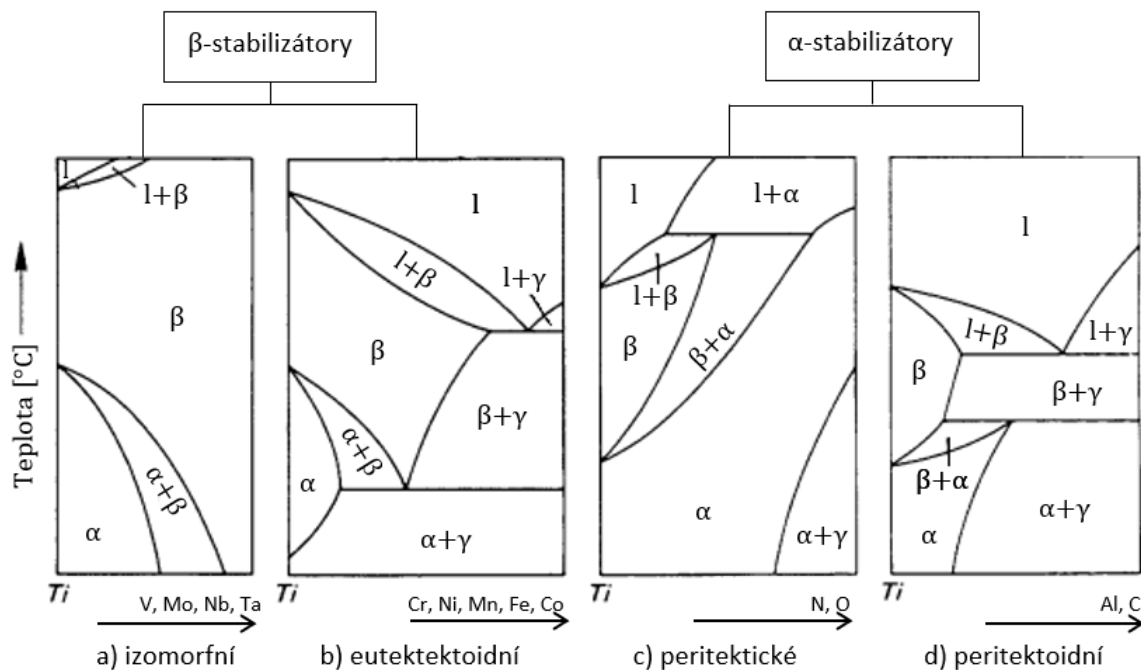 β-stabilizátory
α-stabilizátory
Teplota [°C]
l
l+β
β
α+β
α
Ti
V, Mo, Nb, Ta
a) izomorfní
l
l+β
l+γ
β
β+γ
α+β
α
α+γ
Ti
Cr, Ni, Mn, Fe, Co
b) eutektektoidní
l
l+α
l+β
β
β+α
α
α+γ
Ti
N, O
c) peritektické
l
l+β
l+γ
β
β+γ
β+α
α
α+γ
Ti
Al, C
d) peritektoidní